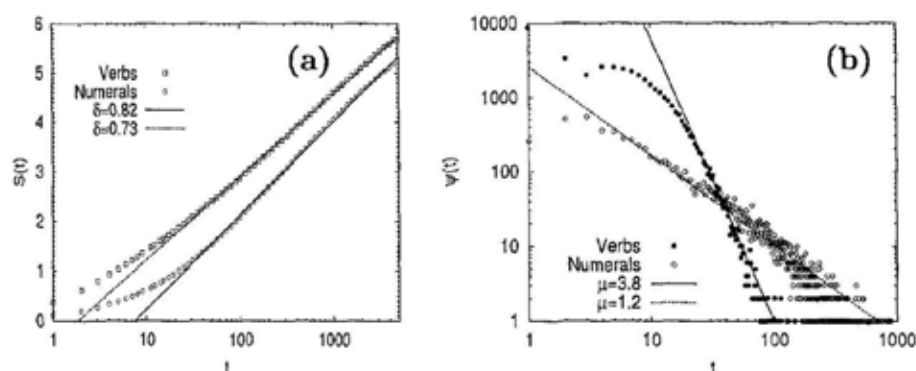 6
5
4
3
2
1
0
S(t)
(a)
Verbs
Numerals
δ=0.82
δ=0.73
1
10
100
1000
t
10000
1000
100
10
1
ψ(t)
(b)
Verbs
Numerals
μ=3.8
μ=1.2
1
10
100
1000
t